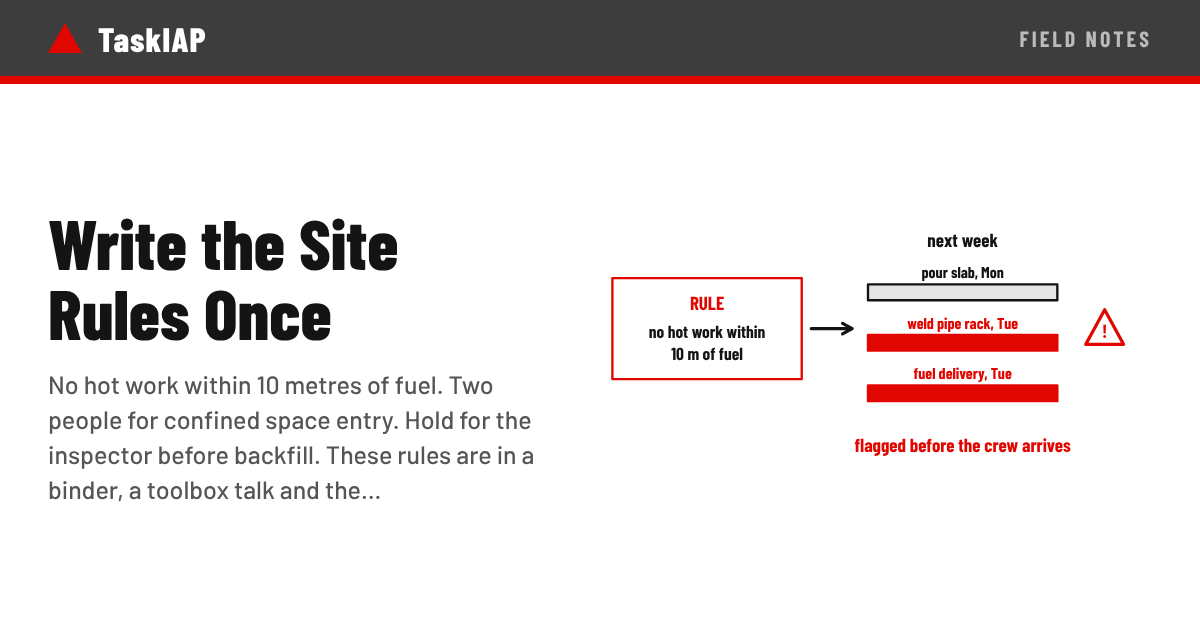 TaskIAP
FIELD NOTES
Write the Site
Rules Once
No hot work within 10 metres of fuel. Two
people for confined space entry. Hold for the
inspector before backfill. These rules are in a
binder, a toolbox talk and the...
RULE
no hot work within
10 m of fuel
next week
pour slab, Mon
weld pipe rack, Tue
!
fuel delivery, Tue
flagged before the crew arrives